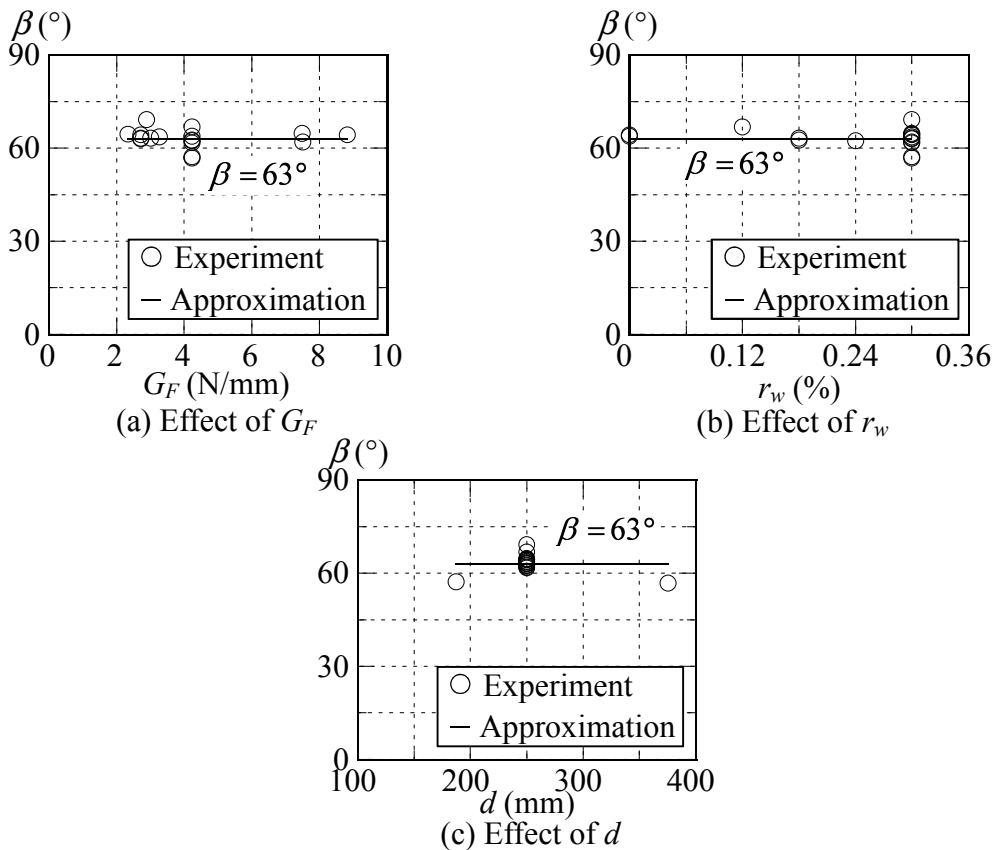 β (°)
90
60
30
0
β = 63°
Experiment
Approximation
0 2 4 6 8 10
G_F (N/mm)
(a) Effect of G_F
β (°)
90
60
30
0
β = 63°
Experiment
Approximation
0 0.12 0.24 0.36
r_w (%)
(b) Effect of r_w
β (°)
90
60
30
0
β = 63°
Experiment
Approximation
100 200 300 400
d (mm)
(c) Effect of d